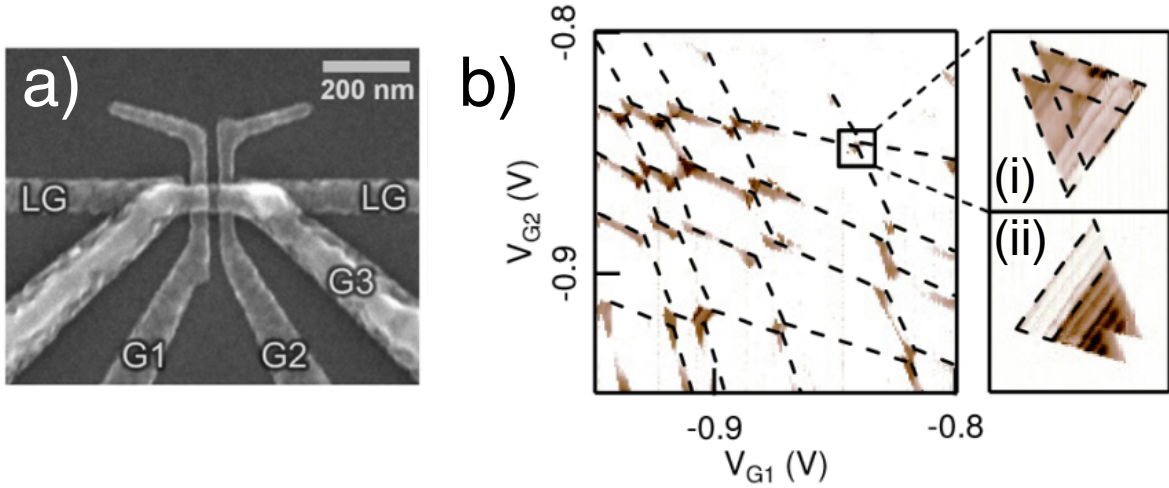 a)
200 nm
LG
LG
G3
G1
G2
b)
-0.8
V_G2 (V)
-0.9
-0.9
-0.8
V_G1 (V)
(i)
(ii)